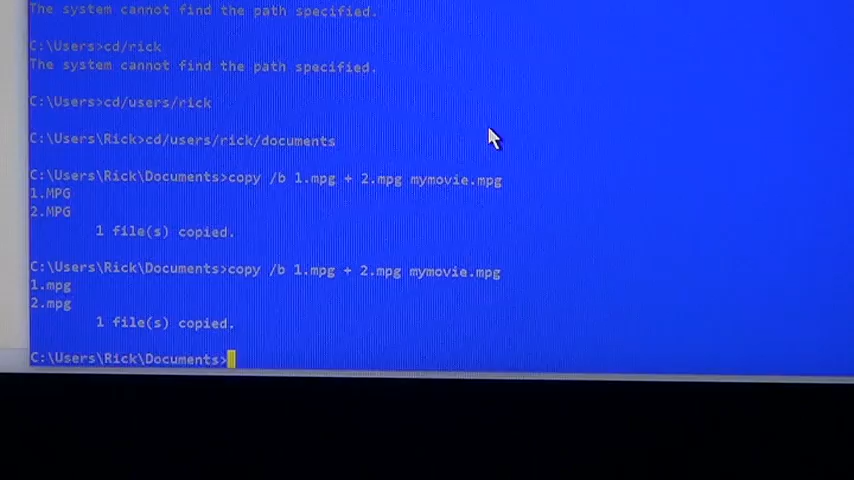 The system cannot find the path specified.
C:\Users>cd/rick
The system cannot find the path specified.
C:\Users>cd/users/rick
C:\Users\Rick>cd/users/rick/documents
C:\Users\Rick\Documents>copy /b 1.mpg + 2.mpg mymovie.mpg
1.MPG
2.MPG
1 file(s) copied.
C:\Users\Rick\Documents>copy /b 1.mpg + 2.mpg mymovie.mpg
1.mpg
2.mpg
1 file(s) copied.
C:\Users\Rick\Documents>